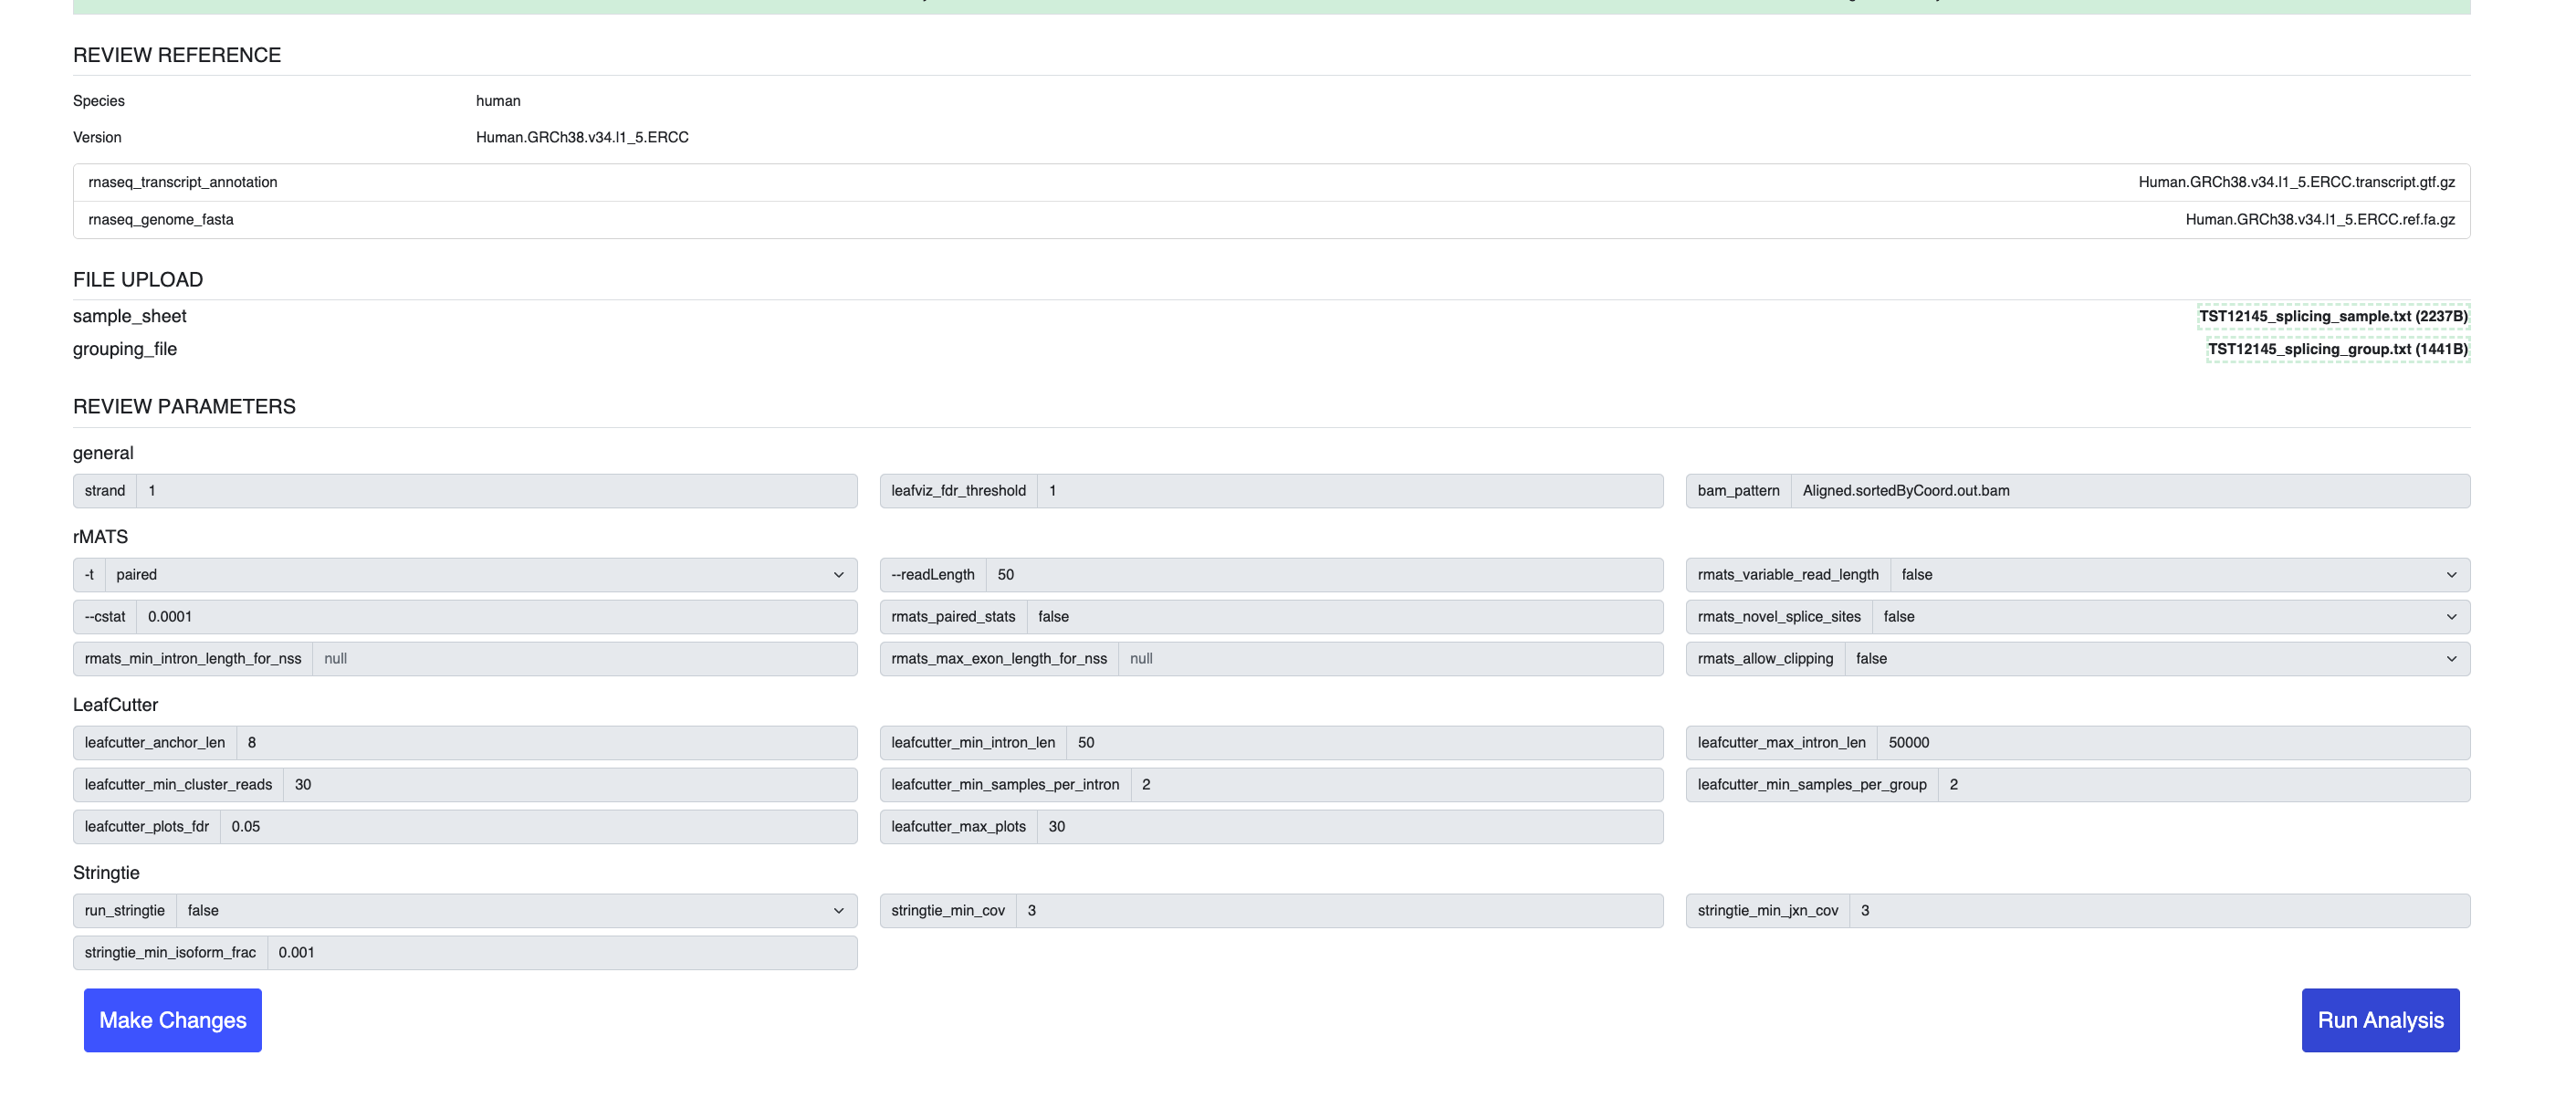 REVIEW REFERENCE
Species human
Version Human.GRCh38.v34.l1_5.ERCC
rnaseq_transcript_annotation Human.GRCh38.v34.l1_5.ERCC.transcript.gtf.gz
rnaseq_genome_fasta Human.GRCh38.v34.l1_5.ERCC.ref.fa.gz
FILE UPLOAD
sample_sheet TST12145_splicing_sample.txt (2237B)
grouping_file TST12145_splicing_group.txt (1441B)
REVIEW PARAMETERS
general
strand 1 leafviz_fdr_threshold 1 bam_pattern Aligned.sortedByCoord.out.bam
rMATS
-t paired --readLength 50 rmats_variable_read_length false
--cstat 0.0001 rmats_paired_stats false rmats_novel_splice_sites false
rmats_min_intron_length_for_nss null rmats_max_exon_length_for_nss null rmats_allow_clipping false
LeafCutter
leafcutter_anchor_len 8 leafcutter_min_intron_len 50 leafcutter_max_intron_len 50000
leafcutter_min_cluster_reads 30 leafcutter_min_samples_per_intron 2 leafcutter_min_samples_per_group 2
leafcutter_plots_fdr 0.05 leafcutter_max_plots 30
Stringtie
run_stringtie false stringtie_min_cov 3 stringtie_min_jxn_cov 3
stringtie_min_isoform_frac 0.001
Make Changes Run Analysis